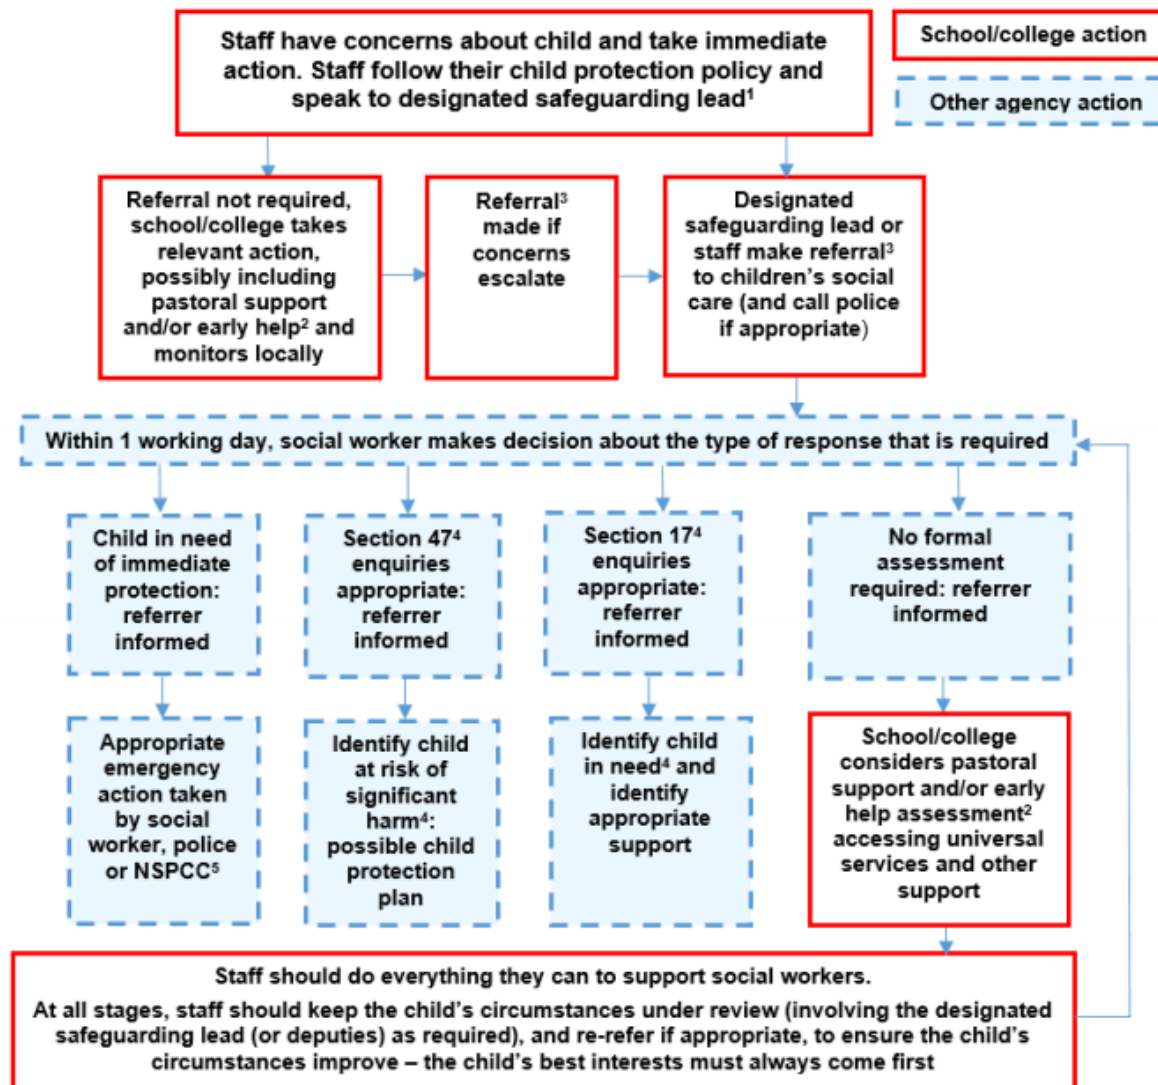 Staff have concerns about child and take immediate
action. Staff follow their child protection policy and
speak to designated safeguarding lead¹
School/college action
Other agency action
Referral not required,
school/college takes
relevant action,
possibly including
pastoral support
and/or early help² and
monitors locally
Referral³
made if
concerns
escalate
Designated
safeguarding lead or
staff make referral³
to children’s social
care (and call police
if appropriate)
Within 1 working day, social worker makes decision about the type of response that is required
Child in need
of immediate
protection:
referrer
informed
Section 47⁴
enquiries
appropriate:
referrer
informed
Section 17⁴
enquiries
appropriate:
referrer
informed
No formal
assessment
required: referrer
informed
Appropriate
emergency
action taken
by social
worker, police
or NSPCC⁵
Identify child
at risk of
significant
harm⁴:
possible child
protection
plan
Identify child
in need⁴ and
identify
appropriate
support
School/college
considers pastoral
support and/or early
help assessment²
accessing universal
services and other
support
Staff should do everything they can to support social workers.
At all stages, staff should keep the child’s circumstances under review (involving the designated
safeguarding lead (or deputies) as required), and re-refer if appropriate, to ensure the child’s
circumstances improve – the child’s best interests must always come first